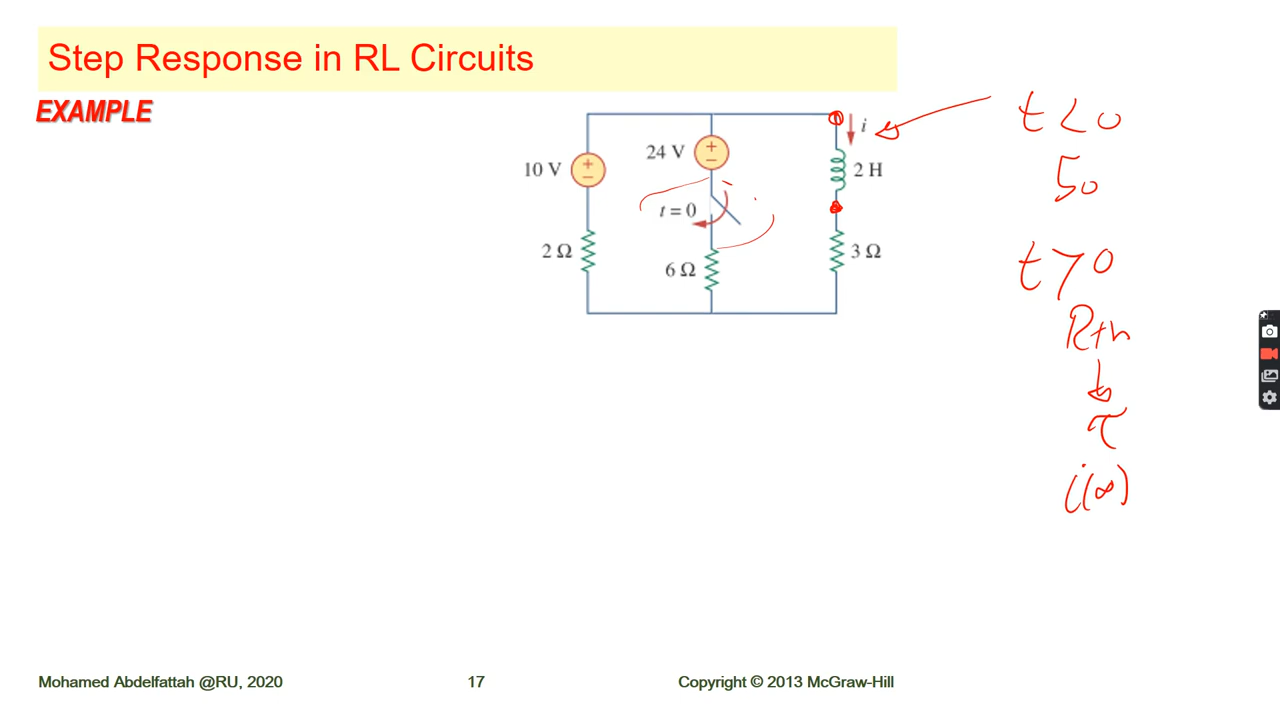 Step Response in RL Circuits
EXAMPLE
i
24 V
10 V
2 H
t = 0
2 Ω
6 Ω
3 Ω
t < 0
t > 0
Rth
↓
τ
i(∞)
Mohamed Abdelfattah @RU, 2020
17
Copyright © 2013 McGraw-Hill